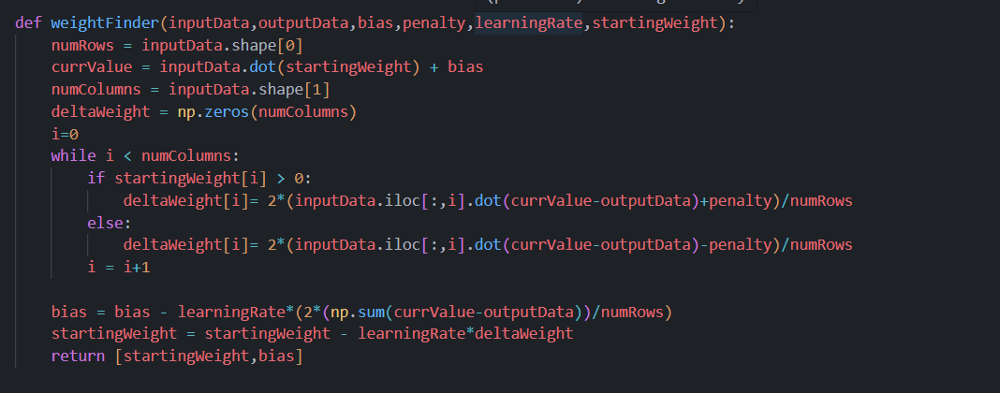 def weightFinder(inputData,outputData,bias,penalty,learningRate,startingWeight):
    numRows = inputData.shape[0]
    currValue = inputData.dot(startingWeight) + bias
    numColumns = inputData.shape[1]
    deltaWeight = np.zeros(numColumns)
    i=0
    while i < numColumns:
        if startingWeight[i] > 0:
            deltaWeight[i]= 2*(inputData.iloc[:,i].dot(currValue-outputData)+penalty)/numRows
        else:
            deltaWeight[i]= 2*(inputData.iloc[:,i].dot(currValue-outputData)-penalty)/numRows
        i = i+1
    bias = bias - learningRate*(2*(np.sum(currValue-outputData))/numRows)
    startingWeight = startingWeight - learningRate*deltaWeight
    return [startingWeight,bias]